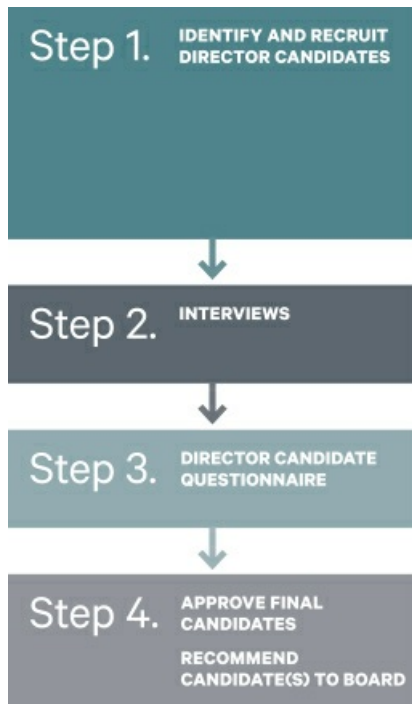 Step 1.
IDENTIFY AND RECRUIT
DIRECTOR CANDIDATES
Step 2.
INTERVIEWS
Step 3.
DIRECTOR CANDIDATE
QUESTIONNAIRE
Step 4.
APPROVE FINAL
CANDIDATES
RECOMMEND
CANDIDATE(S) TO BOARD